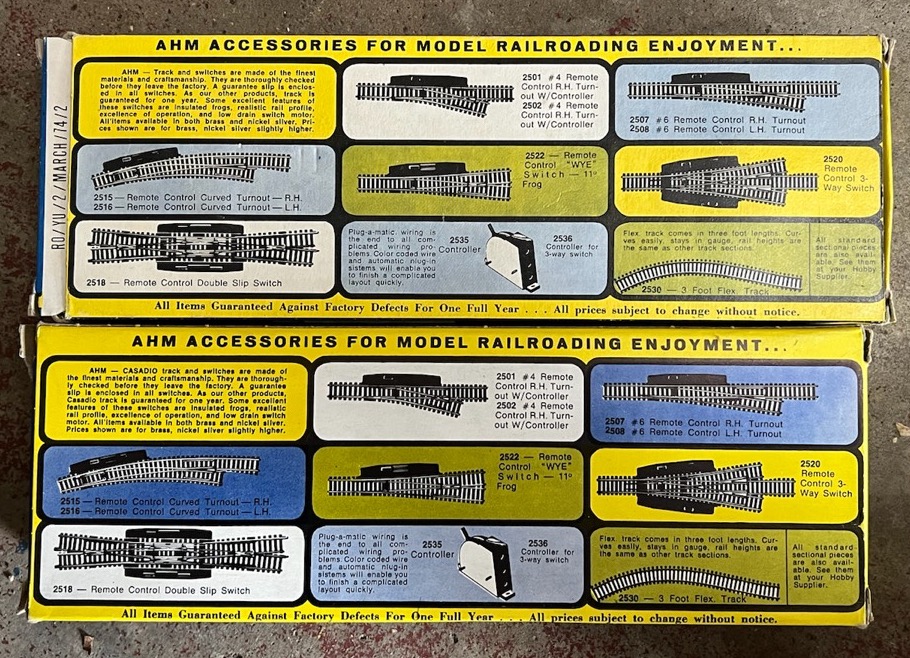 AHM ACCESSORIES FOR MODEL RAILROADING ENJOYMENT...
AHM — Track and switches are made of the finest
materials and craftsmanship. They are thoroughly checked
before they leave the factory. A guarantee slip is enclos-
ed in all switches. As our other products, track is
guaranteed for one year. Some excellent features of
these switches are insulated frogs, realistic rail profile,
excellence of operation, and low drain switch motor.
All items available in both brass and nickel silver. Pri-
ces shown are for brass, nickel silver slightly higher.
2501 #4 Remote
Control R.H. Turn-
out W/Controller
2502 #4 Remote
Control R.H. Turn-
out W/Controller
2507 #6 Remote Control R.H. Turnout
2508 #6 Remote Control L.H. Turnout
2515 — Remote Control Curved Turnout — R.H.
2516 — Remote Control Curved Turnout — L.H.
2522 — Remote
Control "WYE"
Switch — 11º
Frog
2520
Remote
Control 3-
Way Switch
2518 — Remote Control Double Slip Switch
Plug-a-matic wiring is
the end to all com-
plicated wiring pro-
blems. Color coded wire
and automatic nlug-in
sistems will enable you
to finish a complicated
layout quickly.
2535
Controller
2536
Controller for
3-way switch
Flex. track comes in three foot lengths. Cur-
ves easily, stays in gauge, rail heights are
the same as other track sections.
2530 — 3 Foot Flex. Track
All standard
sectional pieces
are also avail-
able. See them
at your Hobby
Supplier.
All Items Guaranteed Against Factory Defects For One Full Year . . . All prices subject to change without notice.
RO/YU/2/MARCH/74/2
AHM ACCESSORIES FOR MODEL RAILROADING ENJOYMENT...
AHM — CASADIO track and switches are made of
the finest materials and craftsmanship. They are thorough-
ly checked before they leave the factory. A guarantee
slip is enclosed in all switches. As our other products,
Casadio track is guaranteed for one year. Some excellent
features of these switches are insulated frogs, realistic
rail profile, excellence of operation, and low drain switch
motor. All items available in both brass and nickel silver.
Prices shown are for brass, nickel silver slightly higher.
2501 #4 Remote
Control R.H. Turn-
out W/Controller
2502 #4 Remote
Control R.H. Turn-
out W/Controller
2507 #6 Remote Control R.H. Turnout
2508 #6 Remote Control L.H. Turnout
2515 — Remote Control Curved Turnout — R.H.
2516 — Remote Control Curved Turnout — L.H.
2522 — Remote
Control "WYE"
Switch — 11º
Frog
2520
Remote
Control 3-
Way Switch
2518 — Remote Control Double Slip Switch
Plug-a-matic wiring is
the end to all com-
plicated wiring pro-
blems. Color coded wire
and automatic nlug-in
sistems will enable you
to finish a complicated
layout quickly.
2535
Controller
2536
Controller for
3-way switch
Flex. track comes in three foot lengths. Cur-
ves easily, stays in gauge, rail heights are
the same as other track sections.
2530 — 3 Foot Flex. Track
All standard
sectional pieces
are also avail-
able. See them
at your Hobby
Supplier.
All Items Guaranteed Against Factory Defects For One Full Year . . . All prices subject to change without notice.